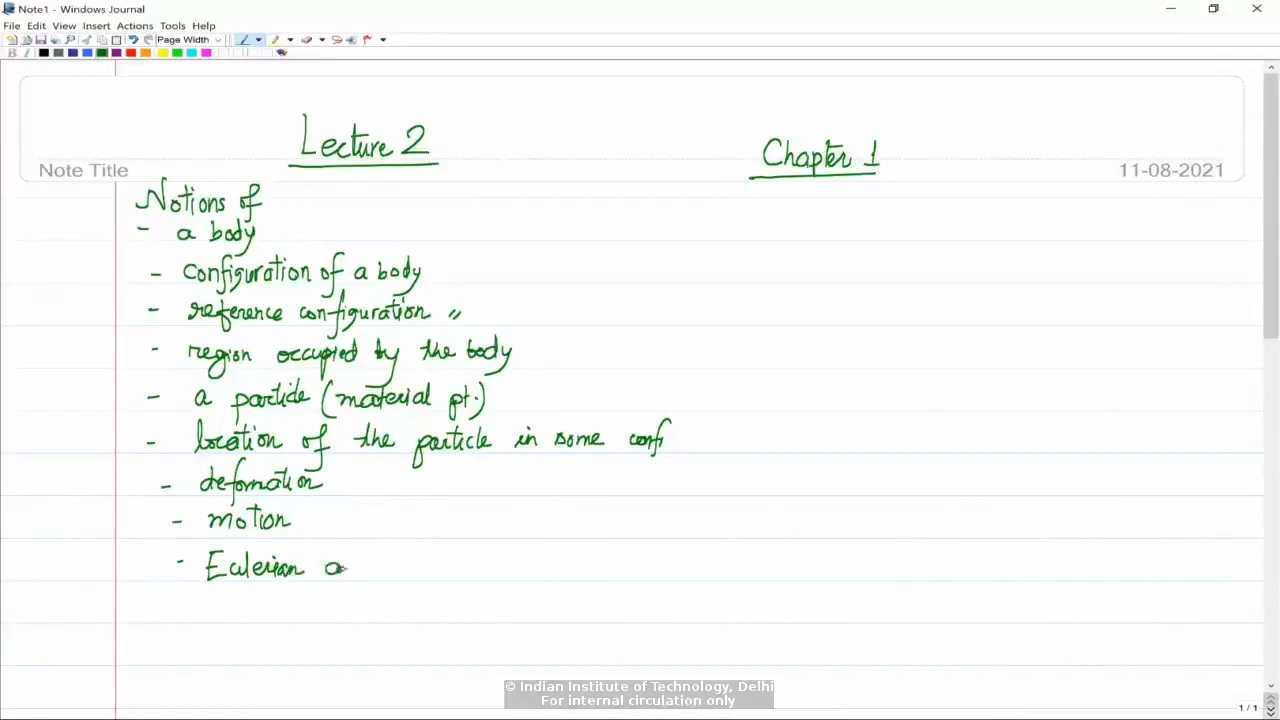 Note1 - Windows Journal
File Edit View Insert Actions Tools Help
Page Width
Lecture 2
Chapter 1
Note Title
11-08-2021
Notions of
- a body
- configuration of a body
- reference configuration "
- region occupied by the body
- a particle (material pt.)
- location of the particle in some conf
- deformation
- motion
- Eulerian a
© Indian Institute of Technology, Delhi
For internal circulation only
1 / 1